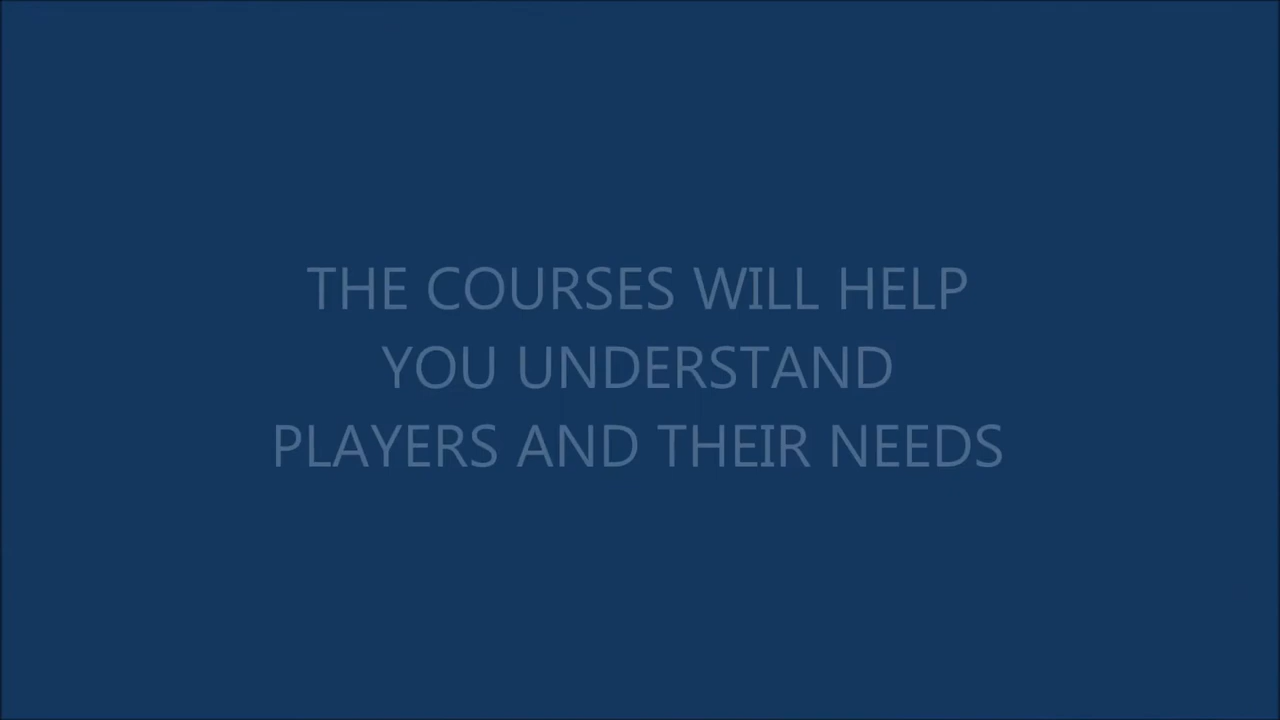 THE COURSES WILL HELP
YOU UNDERSTAND
PLAYERS AND THEIR NEEDS